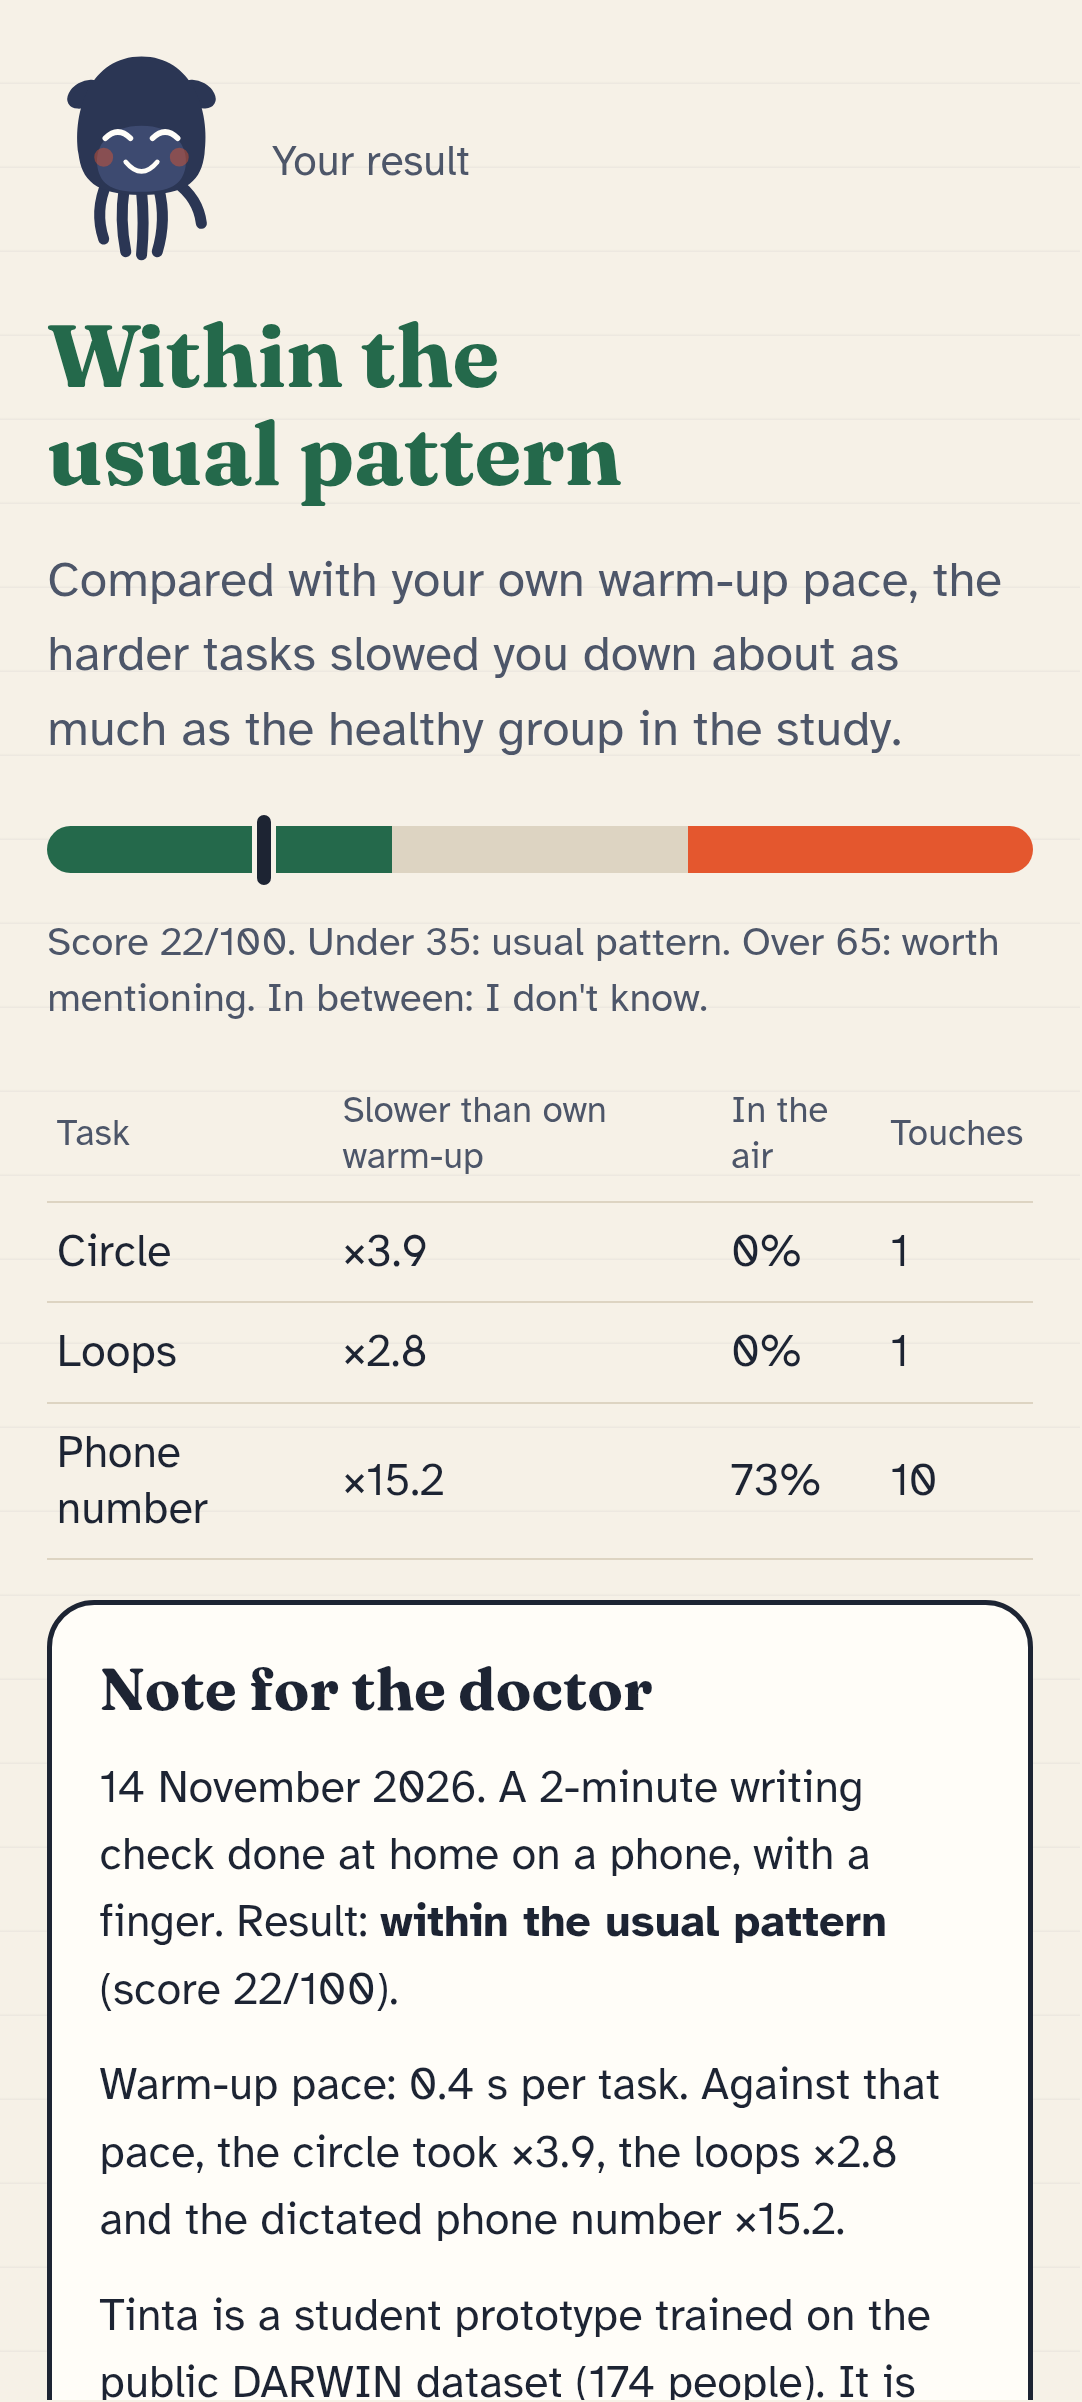 Your result
Within the
usual pattern
Compared with your own warm-up pace, the
harder tasks slowed you down about as
much as the healthy group in the study.
Score 22/100. Under 35: usual pattern. Over 65: worth
mentioning. In between: I don't know.
Task Slower than own warm-up In the air Touches
Circle ×3.9 0% 1
Loops ×2.8 0% 1
Phone number ×15.2 73% 10
Note for the doctor
14 November 2026. A 2-minute writing
check done at home on a phone, with a
finger. Result: within the usual pattern
(score 22/100).
Warm-up pace: 0.4 s per task. Against that
pace, the circle took ×3.9, the loops ×2.8
and the dictated phone number ×15.2.
Tinta is a student prototype trained on the
public DARWIN dataset (174 people). It is